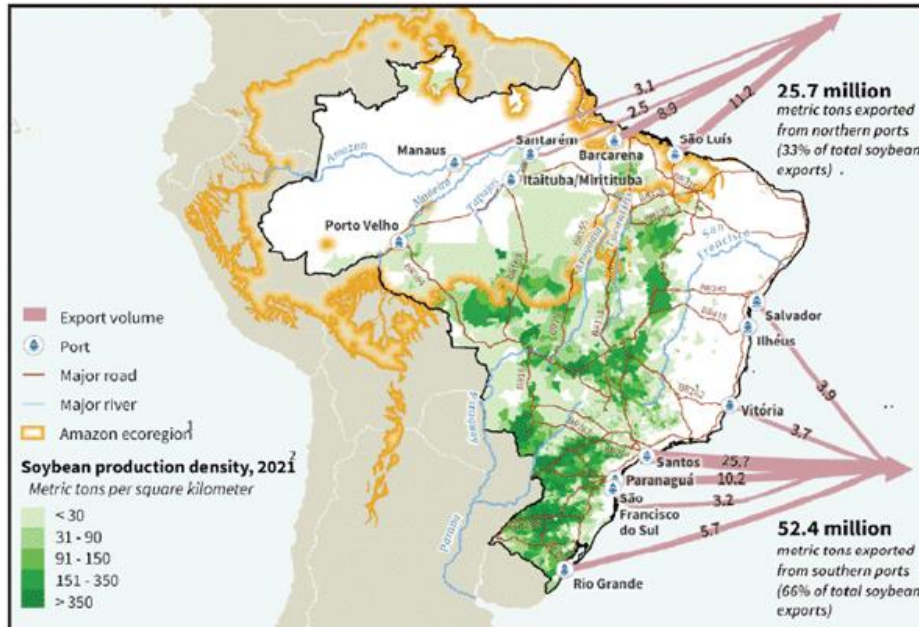 3.1
2.5
8.9
11.2
25.7 million
metric tons exported
from northern ports
(33% of total soybean
exports)
Manaus
Santarém
Barcarena
São Luís
Itaituba/Miritituba
Amazon
Madeira
Tapajós
Porto Velho
Araguaia
San
Francisco
BR242
Salvador
Ilhéus
Vitória
Export volume
Port
Major road
Major river
Amazon ecoregion 1
Soybean production density, 2021 2
Metric tons per square kilometer
< 30
31 - 90
91 - 150
151 - 350
> 350
Paraná
3.9
3.7
Santos
25.7
Paranaguá
10.2
São
Francisco
do Sul
3.2
5.7
Rio Grande
52.4 million
metric tons exported
from southern ports
(66% of total soybean
exports)